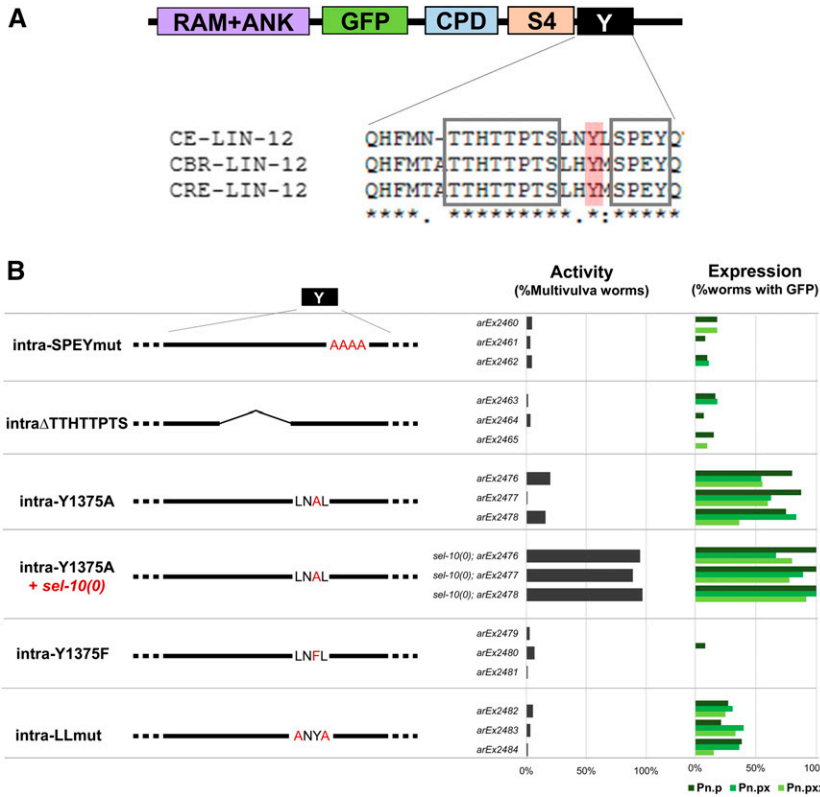 A
RAM+ANK GFP CPD S4 Y
CE-LIN-12 QHFMN-TTHTTPTSLNYLSPEYQ
CBR-LIN-12 QHFMTATTHTTPTSLHYMSPEYQ
CRE-LIN-12 QHFMTATTHTTPTSLHYMSPEYQ
****. *********.*:*****
B
Y
Activity
(%Multivulva worms)
Expression
(%worms with GFP)
intra-SPEYmut
AAAA
arEx2460
arEx2461
arEx2462
intraΔTTHTTPTS
arEx2463
arEx2464
arEx2465
intra-Y1375A
LNAL
arEx2476
arEx2477
arEx2478
intra-Y1375A
+ sel-10(0)
LNAL
sel-10(0); arEx2476
sel-10(0); arEx2477
sel-10(0); arEx2478
intra-Y1375F
LNFL
arEx2479
arEx2480
arEx2481
intra-LLmut
ANYA
arEx2482
arEx2483
arEx2484
0% 50% 100% 0% 50% 100
Pn.p Pn.px Pn.px